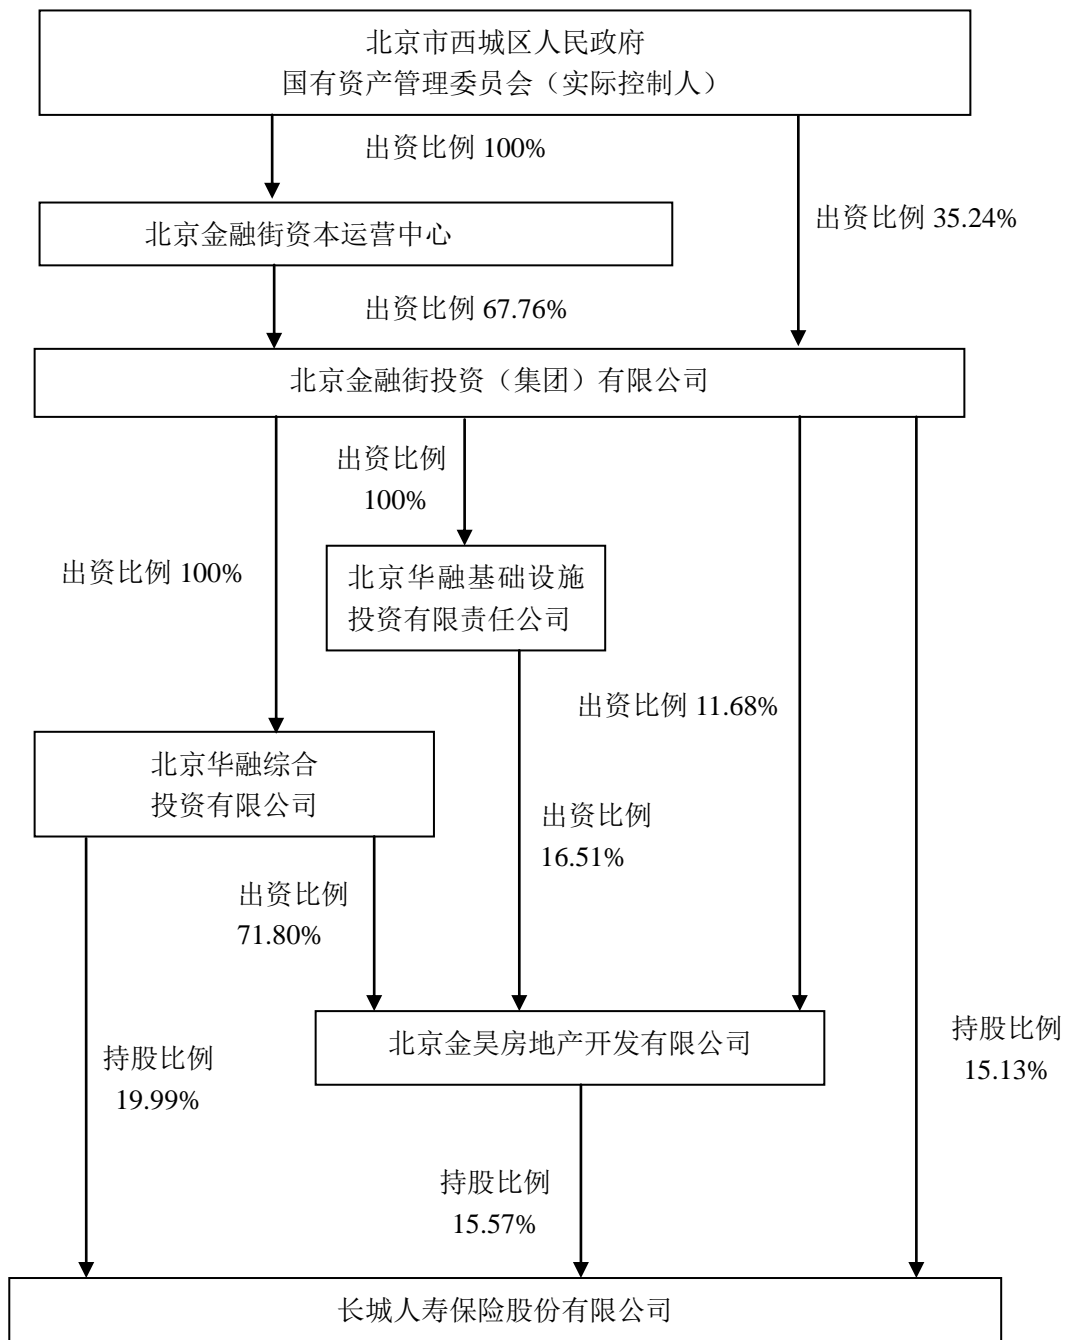 北京市西城区人民政府
国有资产管理委员会（实际控制人）
出资比例 100%
出资比例 35.24%
北京金融街资本运营中心
出资比例 67.76%
北京金融街投资（集团）有限公司
出资比例
100%
出资比例 100%
北京华融基础设施
投资有限责任公司
出资比例 11.68%
北京华融综合
投资有限公司
出资比例
16.51%
出资比例
71.80%
北京金昊房地产开发有限公司
持股比例
15.13%
持股比例
19.99%
持股比例
15.57%
长城人寿保险股份有限公司